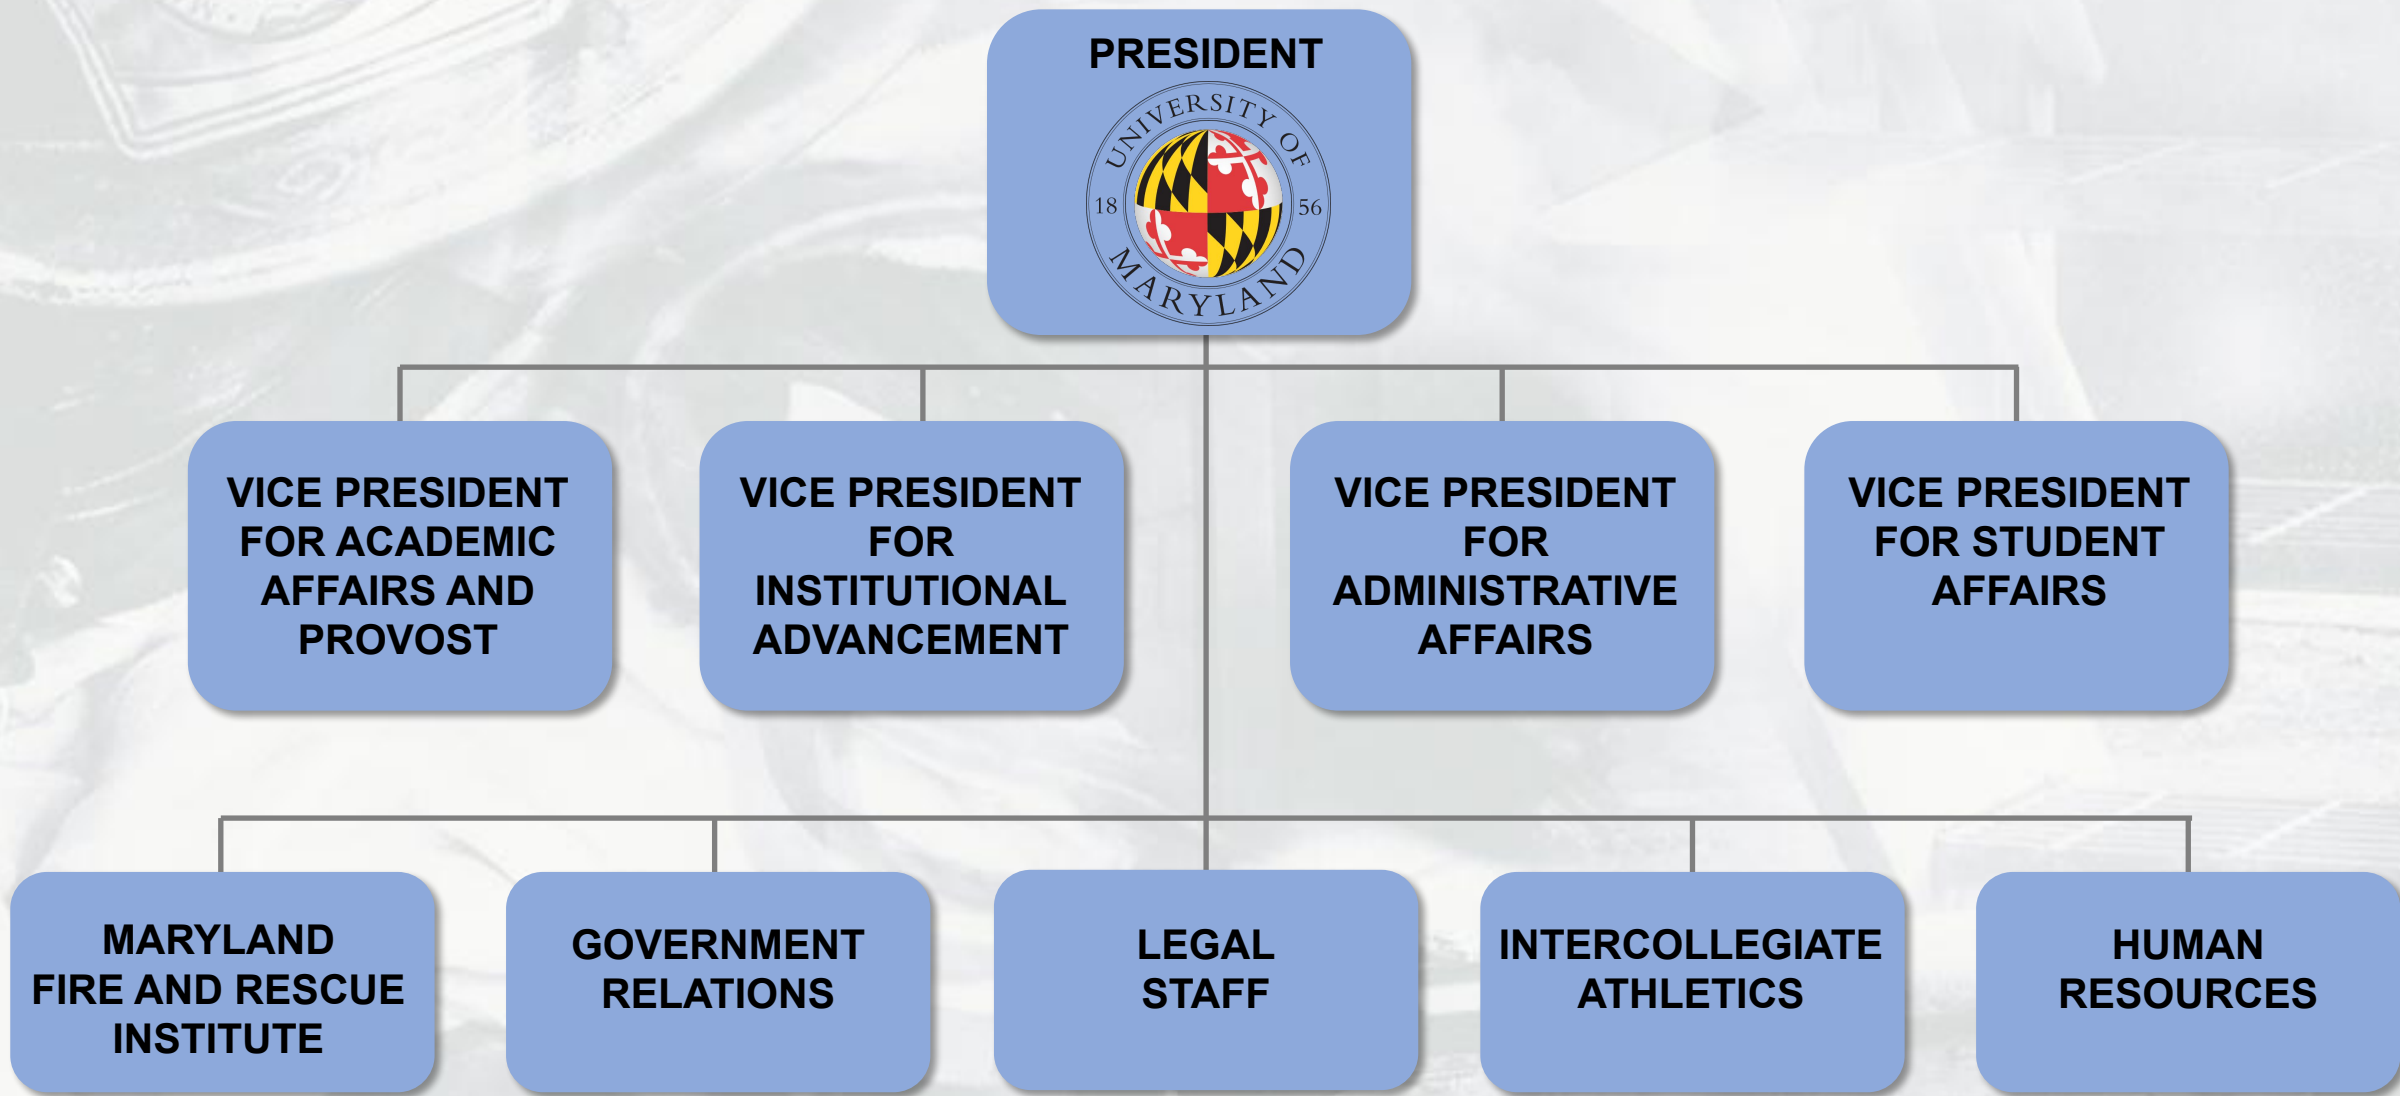 PRESIDENT
UNIVERSITY OF
18 56
MARYLAND
VICE PRESIDENT
FOR ACADEMIC
AFFAIRS AND
PROVOST
VICE PRESIDENT
FOR
INSTITUTIONAL
ADVANCEMENT
VICE PRESIDENT
FOR
ADMINISTRATIVE
AFFAIRS
VICE PRESIDENT
FOR STUDENT
AFFAIRS
MARYLAND
FIRE AND RESCUE
INSTITUTE
GOVERNMENT
RELATIONS
LEGAL
STAFF
INTERCOLLEGIATE
ATHLETICS
HUMAN
RESOURCES